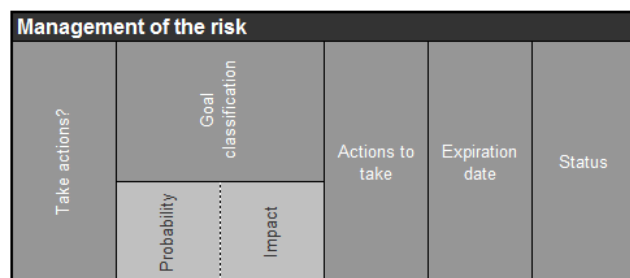 Management of the risk
Take actions?
Goal
classification
Probability
Impact
Actions to
take
Expiration
date
Status